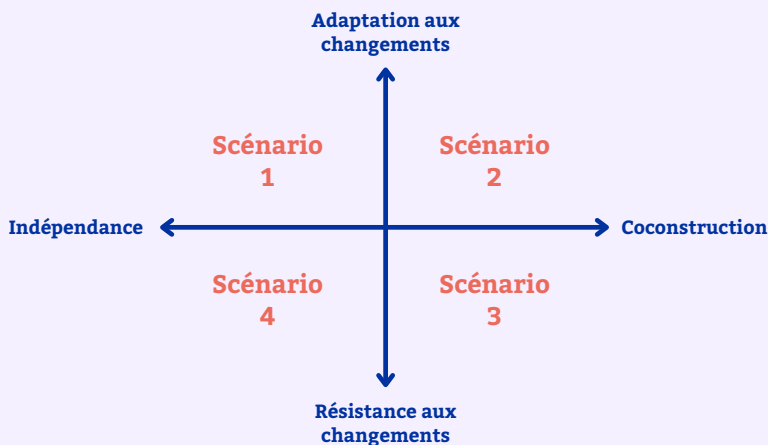 Adaptation aux
changements
Scénario
1
Scénario
2
Indépendance
Coconstruction
Scénario
4
Scénario
3
Résistance aux
changements